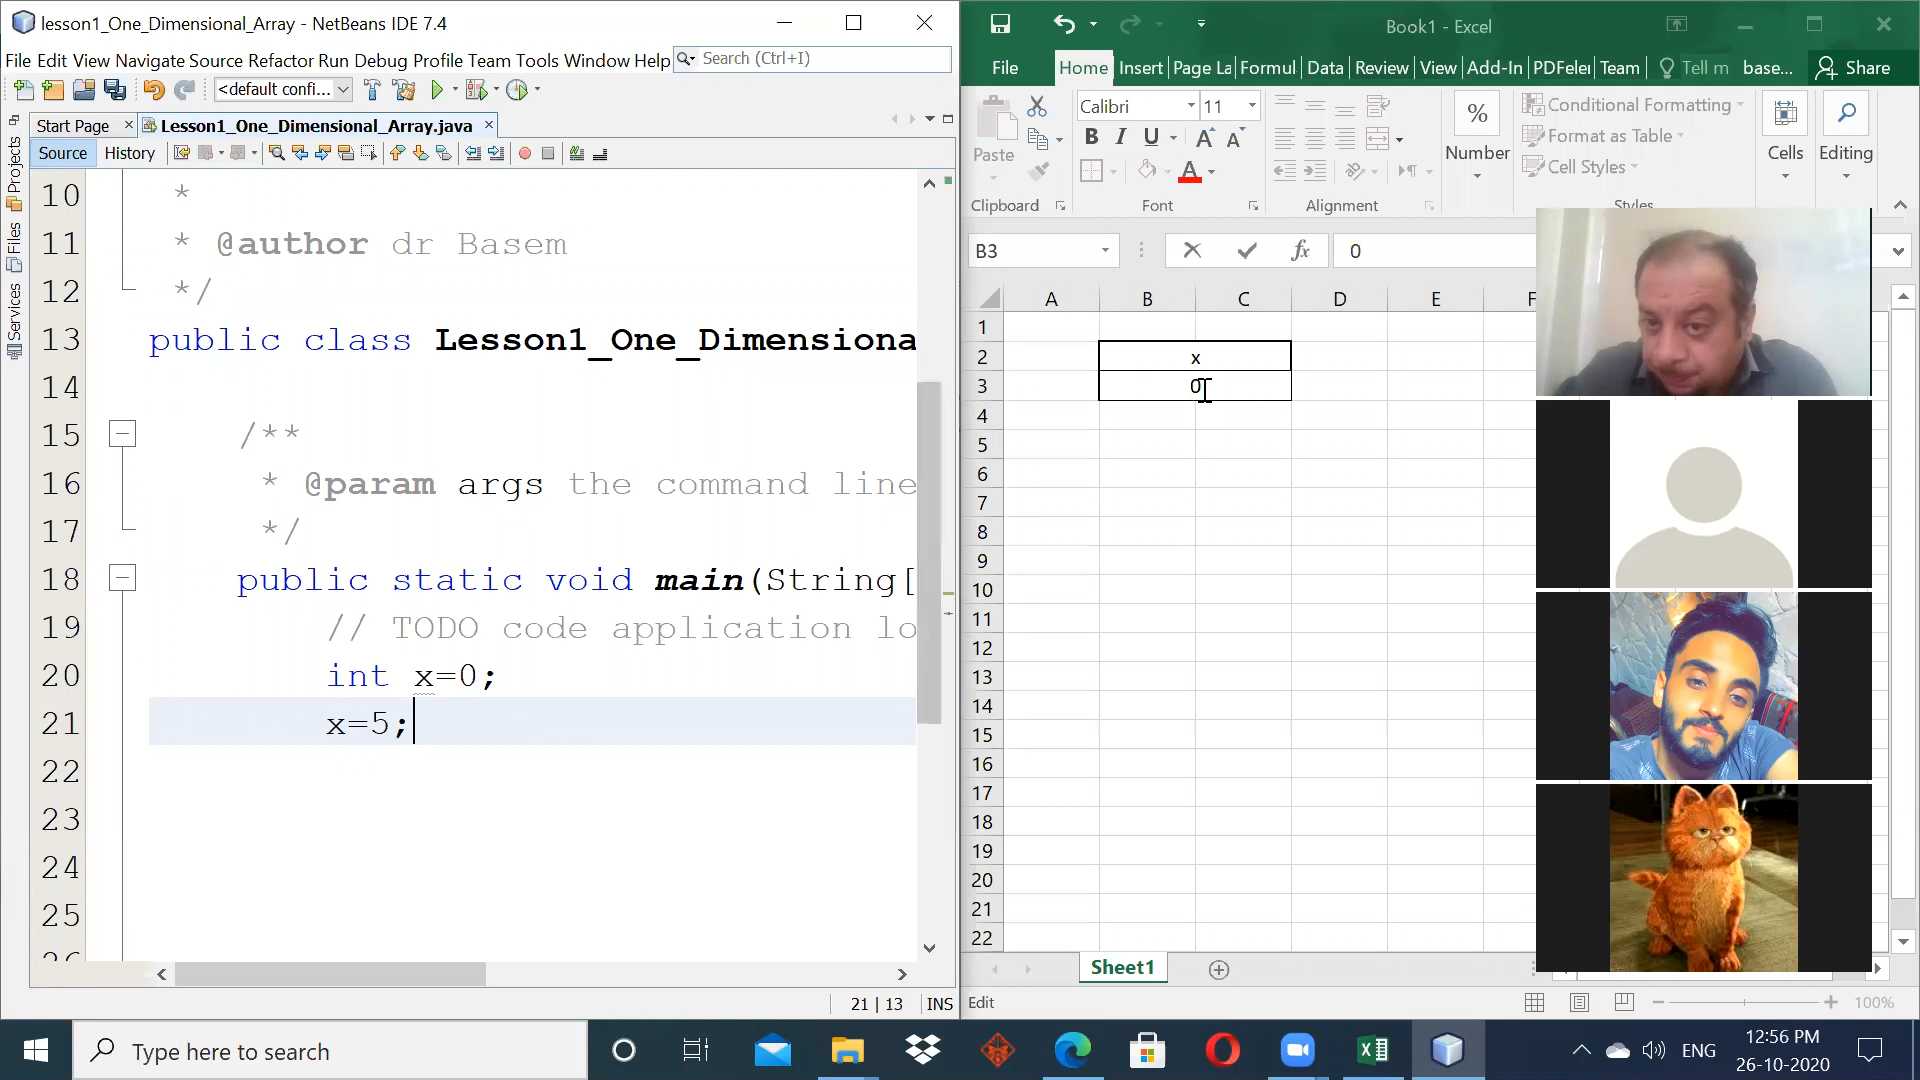 lesson1_One_Dimensional_Array - NetBeans IDE 7.4
File Edit View Navigate Source Refactor Run Debug Profile Team Tools Window Help
Search (Ctrl+I)
<default confi...
Start Page
Lesson1_One_Dimensional_Array.java
Source History
Projects
Files
Services
10 *
11 * @author dr Basem
12 */
13 public class Lesson1_One_Dimensiona
14
15 /**
16 * @param args the command line
17 */
18 public static void main(String[
19 // TODO code application lo
20 int x=0;
21 x=5;
22
23
24
25
21 | 13 INS
Book1 - Excel
File Home Insert Page La Formul Data Review View Add-In PDFelei Team Tell m base... Share
Paste
Calibri 11
B I U A A
A
%
Number
Conditional Formatting
Format as Table
Cell Styles
Cells
Editing
Clipboard Font Alignment Styles
B3 fx 0
A B C D E F
1
2 x
3 0
4
5
6
7
8
9
10
11
12
13
14
15
16
17
18
19
20
21
22
Sheet1
Edit
100%
Type here to search
ENG
12:56 PM
26-10-2020